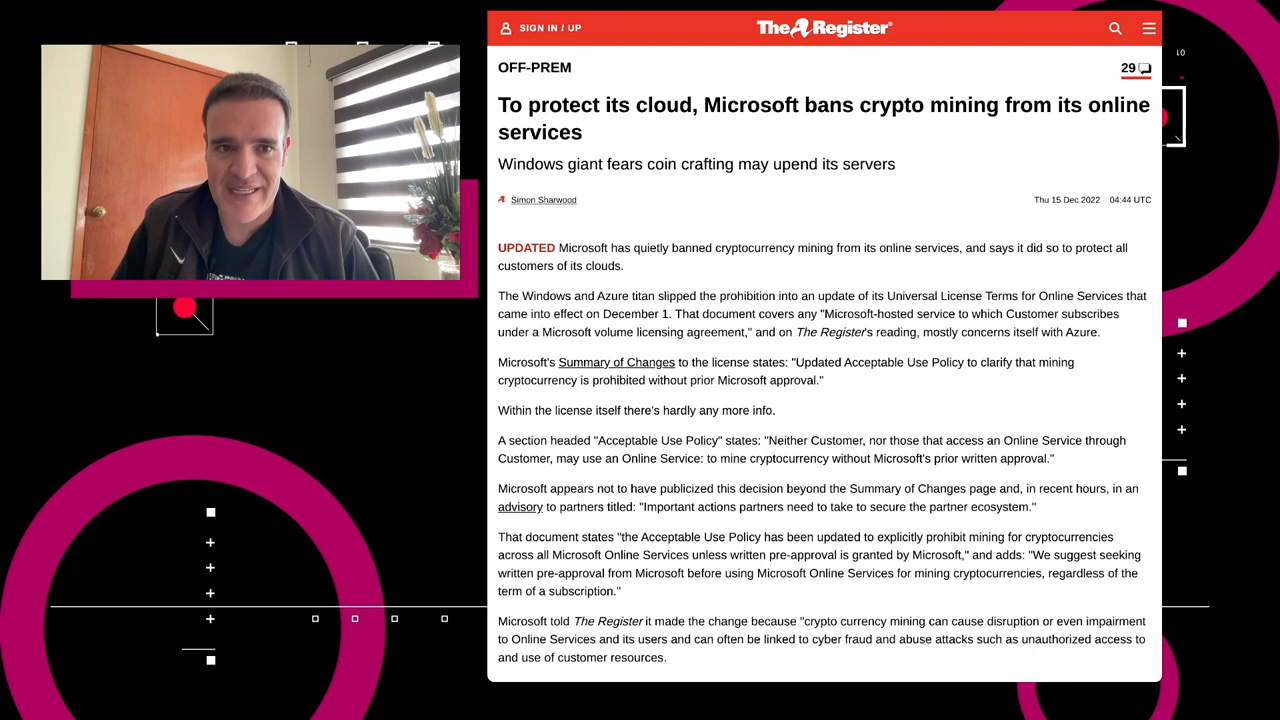 SIGN IN / UP
The Register®
10
OFF-PREM
29
To protect its cloud, Microsoft bans crypto mining from its online
services
Windows giant fears coin crafting may upend its servers
Simon Sharwood
Thu 15 Dec 2022 04:44 UTC
UPDATED Microsoft has quietly banned cryptocurrency mining from its online services, and says it did so to protect all
customers of its clouds.
The Windows and Azure titan slipped the prohibition into an update of its Universal License Terms for Online Services that
came into effect on December 1. That document covers any "Microsoft-hosted service to which Customer subscribes
under a Microsoft volume licensing agreement," and on The Register's reading, mostly concerns itself with Azure.
Microsoft's Summary of Changes to the license states: "Updated Acceptable Use Policy to clarify that mining
cryptocurrency is prohibited without prior Microsoft approval."
Within the license itself there's hardly any more info.
A section headed "Acceptable Use Policy" states: "Neither Customer, nor those that access an Online Service through
Customer, may use an Online Service: to mine cryptocurrency without Microsoft's prior written approval."
Microsoft appears not to have publicized this decision beyond the Summary of Changes page and, in recent hours, in an
advisory to partners titled: "Important actions partners need to take to secure the partner ecosystem."
That document states "the Acceptable Use Policy has been updated to explicitly prohibit mining for cryptocurrencies
across all Microsoft Online Services unless written pre-approval is granted by Microsoft," and adds: "We suggest seeking
written pre-approval from Microsoft before using Microsoft Online Services for mining cryptocurrencies, regardless of the
term of a subscription."
Microsoft told The Register it made the change because "crypto currency mining can cause disruption or even impairment
to Online Services and its users and can often be linked to cyber fraud and abuse attacks such as unauthorized access to
and use of customer resources.